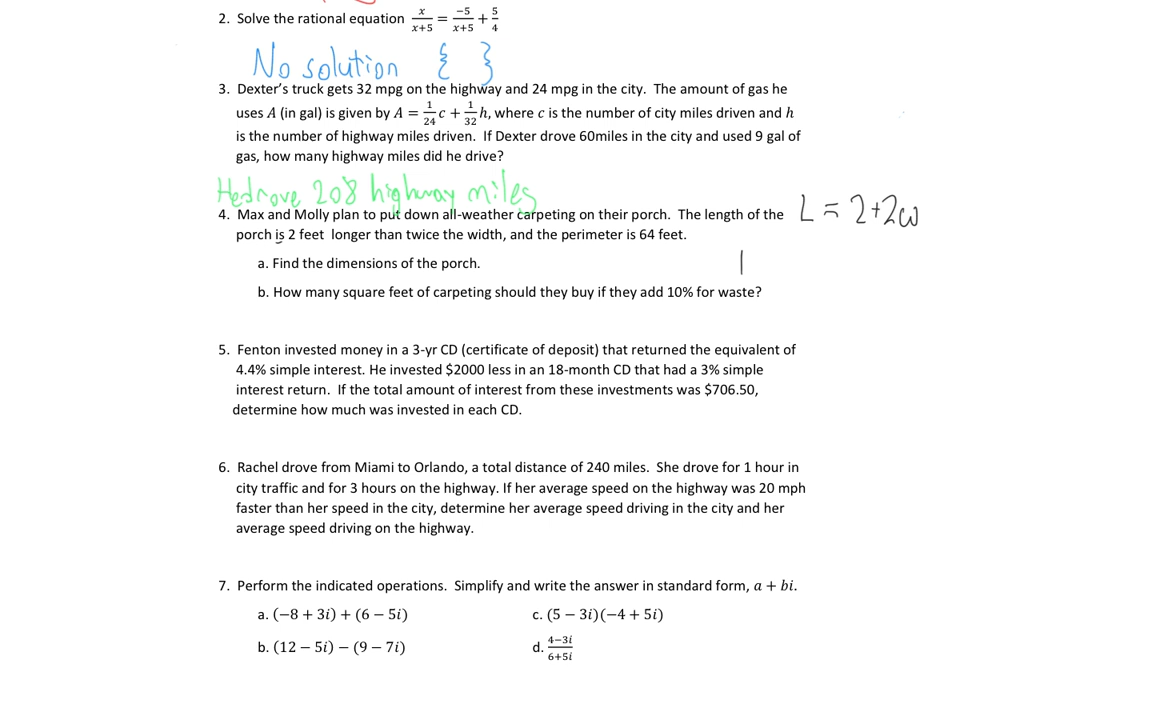 2. Solve the rational equation x/(x+5) = −5/(x+5) + 5/4
No solution { }
3. Dexter's truck gets 32 mpg on the highway and 24 mpg in the city. The amount of gas he
uses A (in gal) is given by A = 1/24 c + 1/32 h, where c is the number of city miles driven and h
is the number of highway miles driven. If Dexter drove 60miles in the city and used 9 gal of
gas, how many highway miles did he drive?
He drove 208 highway miles
4. Max and Molly plan to put down all-weather carpeting on their porch. The length of the
L = 2+2w
porch is 2 feet longer than twice the width, and the perimeter is 64 feet.
a. Find the dimensions of the porch.
b. How many square feet of carpeting should they buy if they add 10% for waste?
5. Fenton invested money in a 3-yr CD (certificate of deposit) that returned the equivalent of
4.4% simple interest. He invested $2000 less in an 18-month CD that had a 3% simple
interest return. If the total amount of interest from these investments was $706.50,
determine how much was invested in each CD.
6. Rachel drove from Miami to Orlando, a total distance of 240 miles. She drove for 1 hour in
city traffic and for 3 hours on the highway. If her average speed on the highway was 20 mph
faster than her speed in the city, determine her average speed driving in the city and her
average speed driving on the highway.
7. Perform the indicated operations. Simplify and write the answer in standard form, a + bi.
a. (−8 + 3i) + (6 − 5i)
c. (5 − 3i)(−4 + 5i)
b. (12 − 5i) − (9 − 7i)
d. (4−3i)/(6+5i)